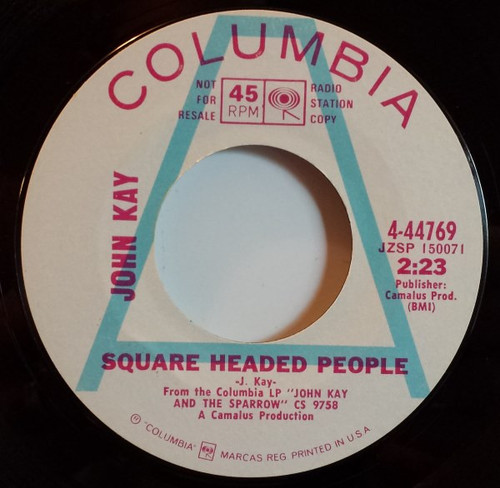 COLUMBIA
NOT
FOR
RESALE
45
RPM
RADIO
STATION
COPY
JOHN KAY
4-44769
JZSP 150071
2:23
Publisher:
Camalus Prod.
(BMI)
SQUARE HEADED PEOPLE
-J. Kay-
From the Columbia LP "JOHN KAY
AND THE SPARROW" CS 9758
A Camalus Production
Ⓟ "COLUMBIA" MARCAS REG. PRINTED IN U.S.A.